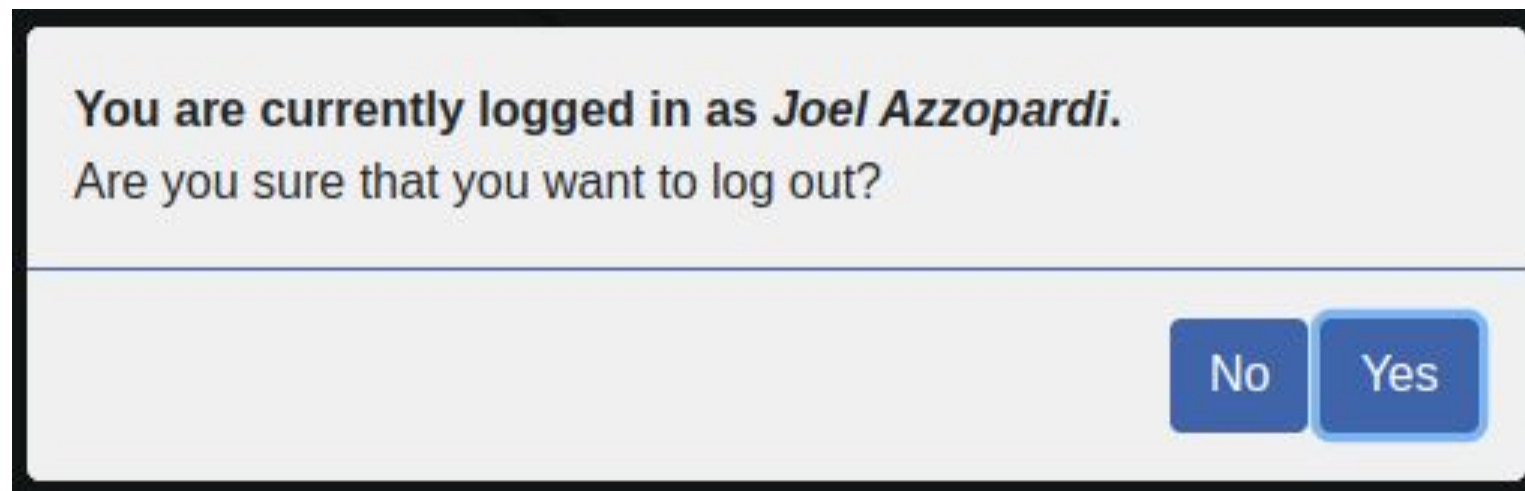 You are currently logged in as Joel Azzopardi.
Are you sure that you want to log out?
No Yes